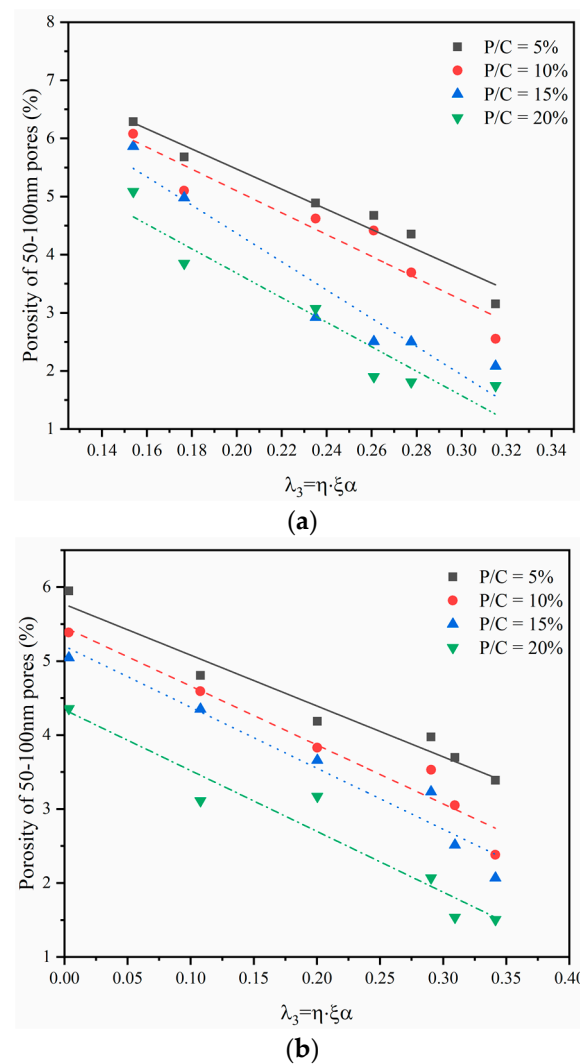 8
7
6
5
4
3
2
1
Porosity of 50-100nm pores (%)
P/C = 5%
P/C = 10%
P/C = 15%
P/C = 20%
0.14 0.16 0.18 0.20 0.22 0.24 0.26 0.28 0.30 0.32 0.34
λ₃=η·ξα
(a)
6
5
4
3
2
1
Porosity of 50-100nm pores (%)
P/C = 5%
P/C = 10%
P/C = 15%
P/C = 20%
0.00 0.05 0.10 0.15 0.20 0.25 0.30 0.35 0.40
λ₃=η·ξα
(b)